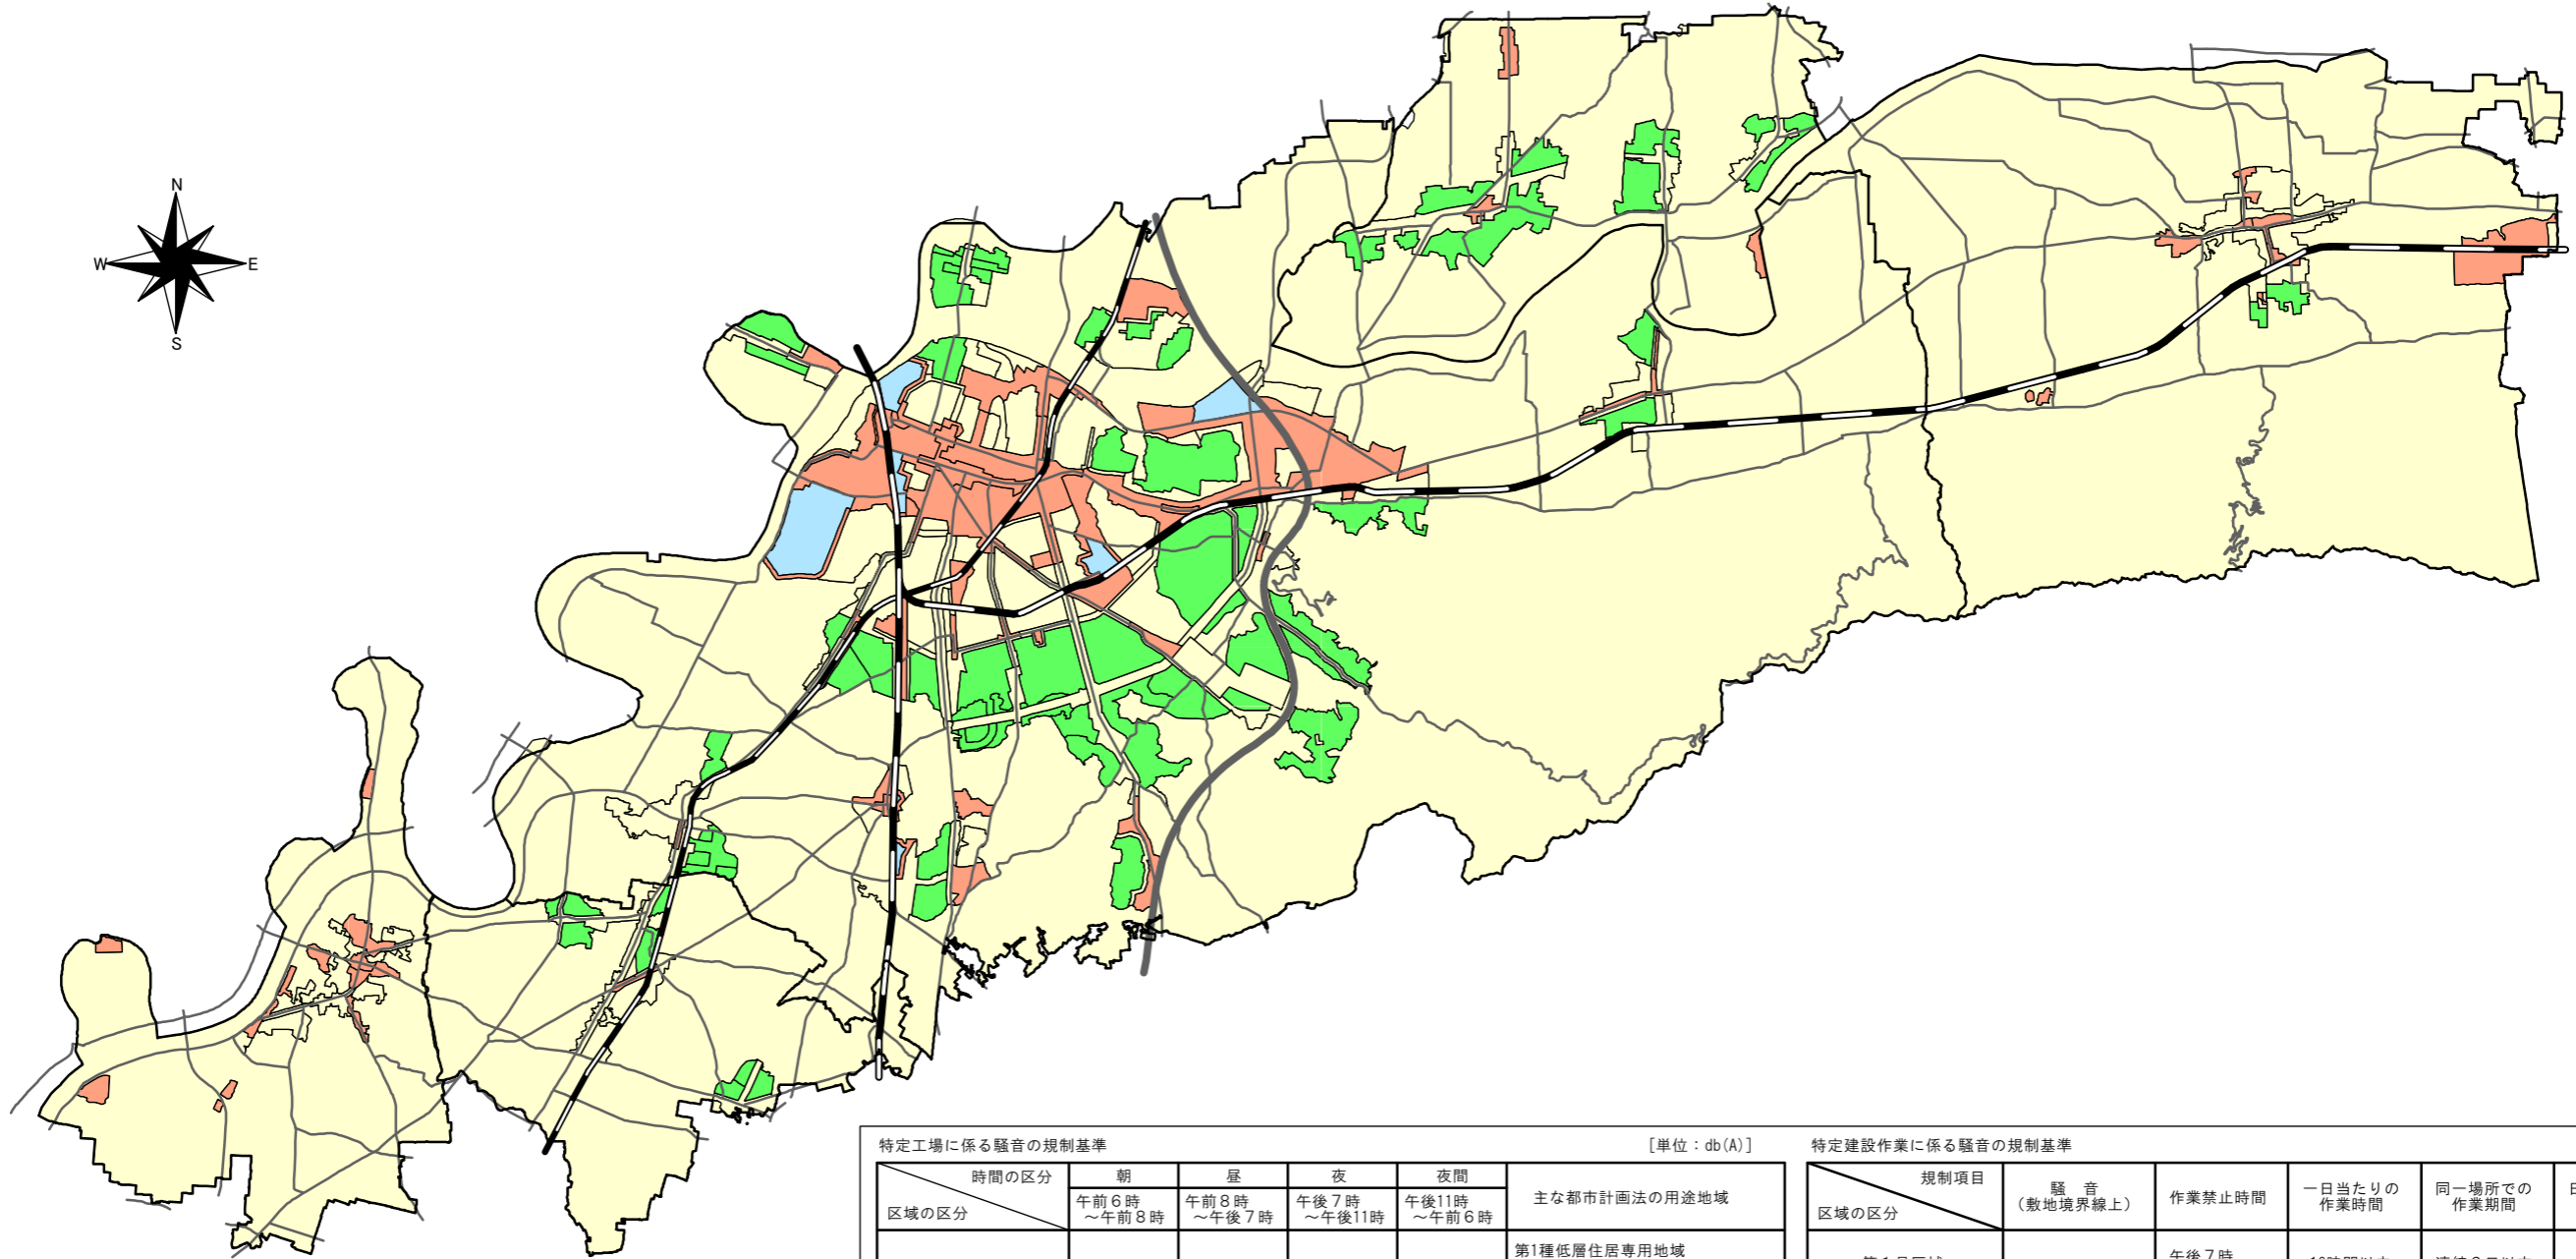 N
W
E
S
特定工場に係る騒音の規制基準 [単位：db(A)]
時間の区分
区域の区分
朝
午前６時
～午前８時
昼
午前８時
～午後７時
夜
午後７時
～午後11時
夜間
午後11時
～午前６時
主な都市計画法の用途地域
第1種低層住居専用地域
特定建設作業に係る騒音の規制基準
規制項目
区域の区分
騒　音
（敷地境界線上）
作業禁止時間
一日当たりの
作業時間
同一場所での
作業期間
午後７時